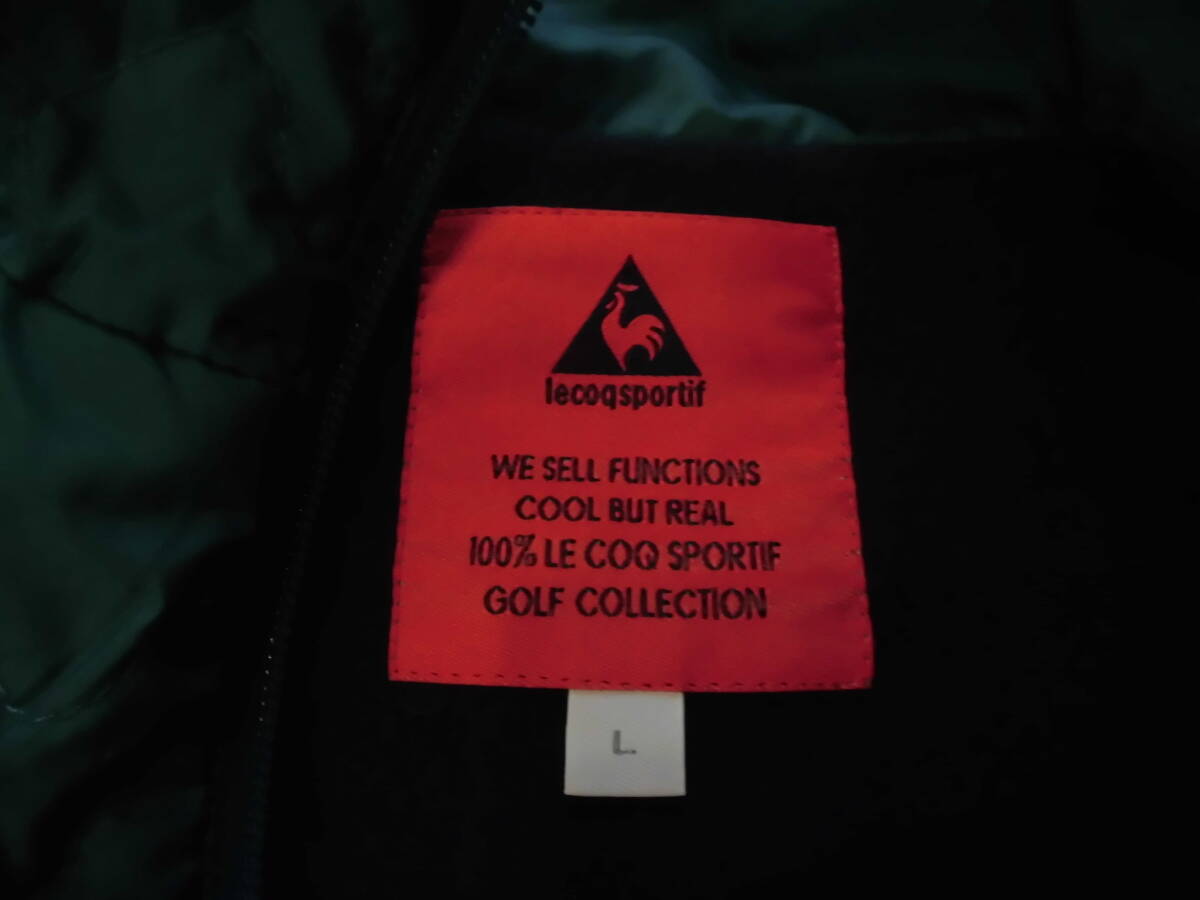 lecoqsportif
WE SELL FUNCTIONS
COOL BUT REAL
100% LE COQ SPORTIF
GOLF COLLECTION
L